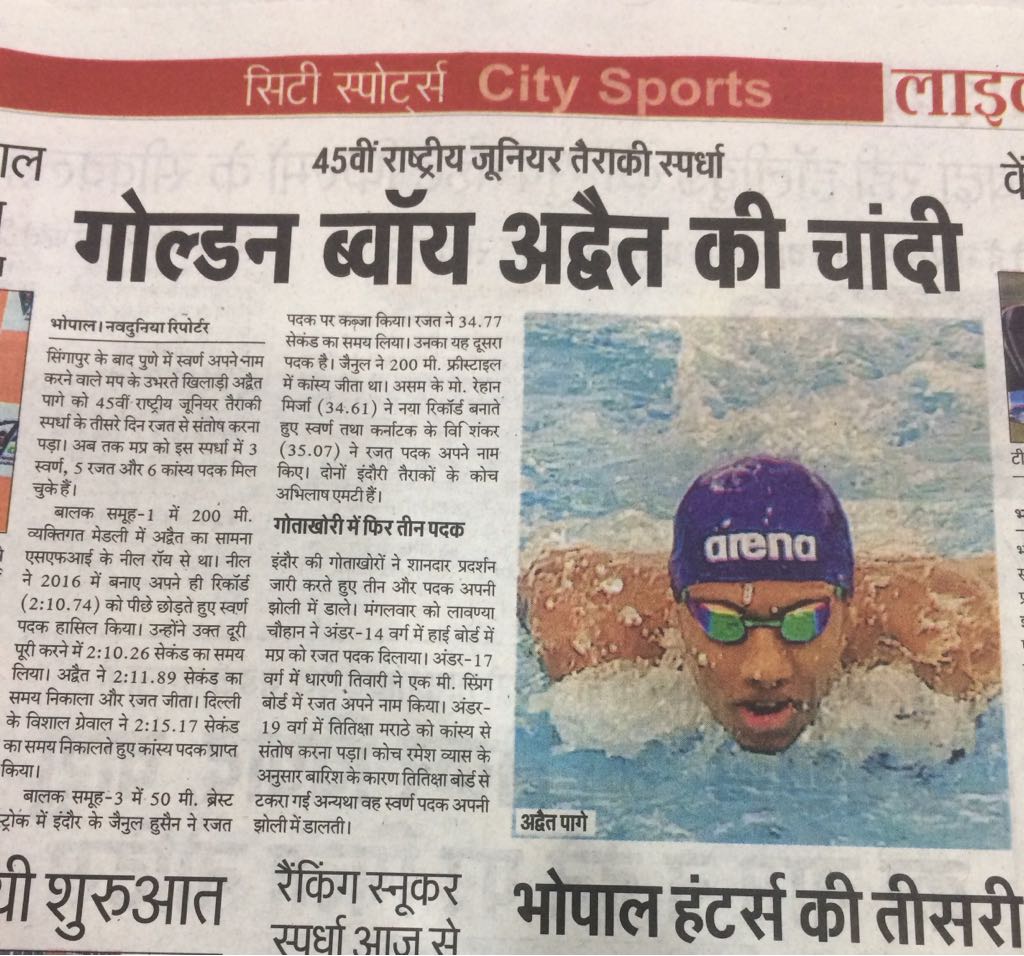 सिटी स्पोर्ट्स City Sports
45वीं राष्ट्रीय जूनियर तैराकी स्पर्धा
गोल्डन ब्वॉय अद्वैत की चांदी
भोपाल। नवदुनिया रिपोर्टर
सिंगापुर के बाद पुणे में स्वर्ण अपने नाम
करने वाले मप के उभरते खिलाड़ी अद्वैत
पागे को 45वीं राष्ट्रीय जूनियर तैराकी
स्पर्धा के तीसरे दिन रजत से संतोष करना
पड़ा। अब तक मप्र को इस स्पर्धा में 3
स्वर्ण, 5 रजत और 6 कांस्य पदक मिल
चुके हैं।
बालक समूह-1 में 200 मी.
व्यक्तिगत मेडली में अद्वैत का सामना
एसएफआई के नील रॉय से था। नील
ने 2016 में बनाए अपने ही रिकॉर्ड
(2:10.74) को पीछे छोड़ते हुए स्वर्ण
पदक हासिल किया। उन्होंने उक्त दूरी
पूरी करने में 2:10.26 सेकंड का समय
लिया। अद्वैत ने 2:11.89 सेकंड का
समय निकाला और रजत जीता। दिल्ली
के विशाल ग्रेवाल ने 2:15.17 सेकंड
का समय निकालते हुए कांस्य पदक प्राप्त
किया।
बालक समूह-3 में 50 मी. ब्रेस्ट
स्ट्रोक में इंदौर के जैनुल हुसैन ने रजत
पदक पर कब्जा किया। रजत ने 34.77
सेकंड का समय लिया। उनका यह दूसरा
पदक है। जैनुल ने 200 मी. फ्रीस्टाइल
में कांस्य जीता था। असम के मो. रेहान
मिर्जा (34.61) ने नया रिकॉर्ड बनाते
हुए स्वर्ण तथा कर्नाटक के वि शंकर
(35.07) ने रजत पदक अपने नाम
किए। दोनों इंदौरी तैराकों के कोच
अभिलाष एमटी हैं।
गोताखोरी में फिर तीन पदक
इंदौर की गोताखोरों ने शानदार प्रदर्शन
जारी करते हुए तीन और पदक अपनी
झोली में डाले। मंगलवार को लावण्या
चौहान ने अंडर-14 वर्ग में हाई बोर्ड में
मप्र को रजत पदक दिलाया। अंडर-17
वर्ग में धारणी तिवारी ने एक मी. स्प्रिंग
बोर्ड में रजत अपने नाम किया। अंडर-
19 वर्ग में तितिक्षा मराठे को कांस्य से
संतोष करना पड़ा। कोच रमेश व्यास के
अनुसार बारिश के कारण तितिक्षा बोर्ड से
टकरा गई अन्यथा वह स्वर्ण पदक अपनी
झोली में डालती।
arena
अद्वैत पागे
शुरुआत
रैंकिंग स्नूकर
स्पर्धा आज से
भोपाल हंटर्स की तीसरी